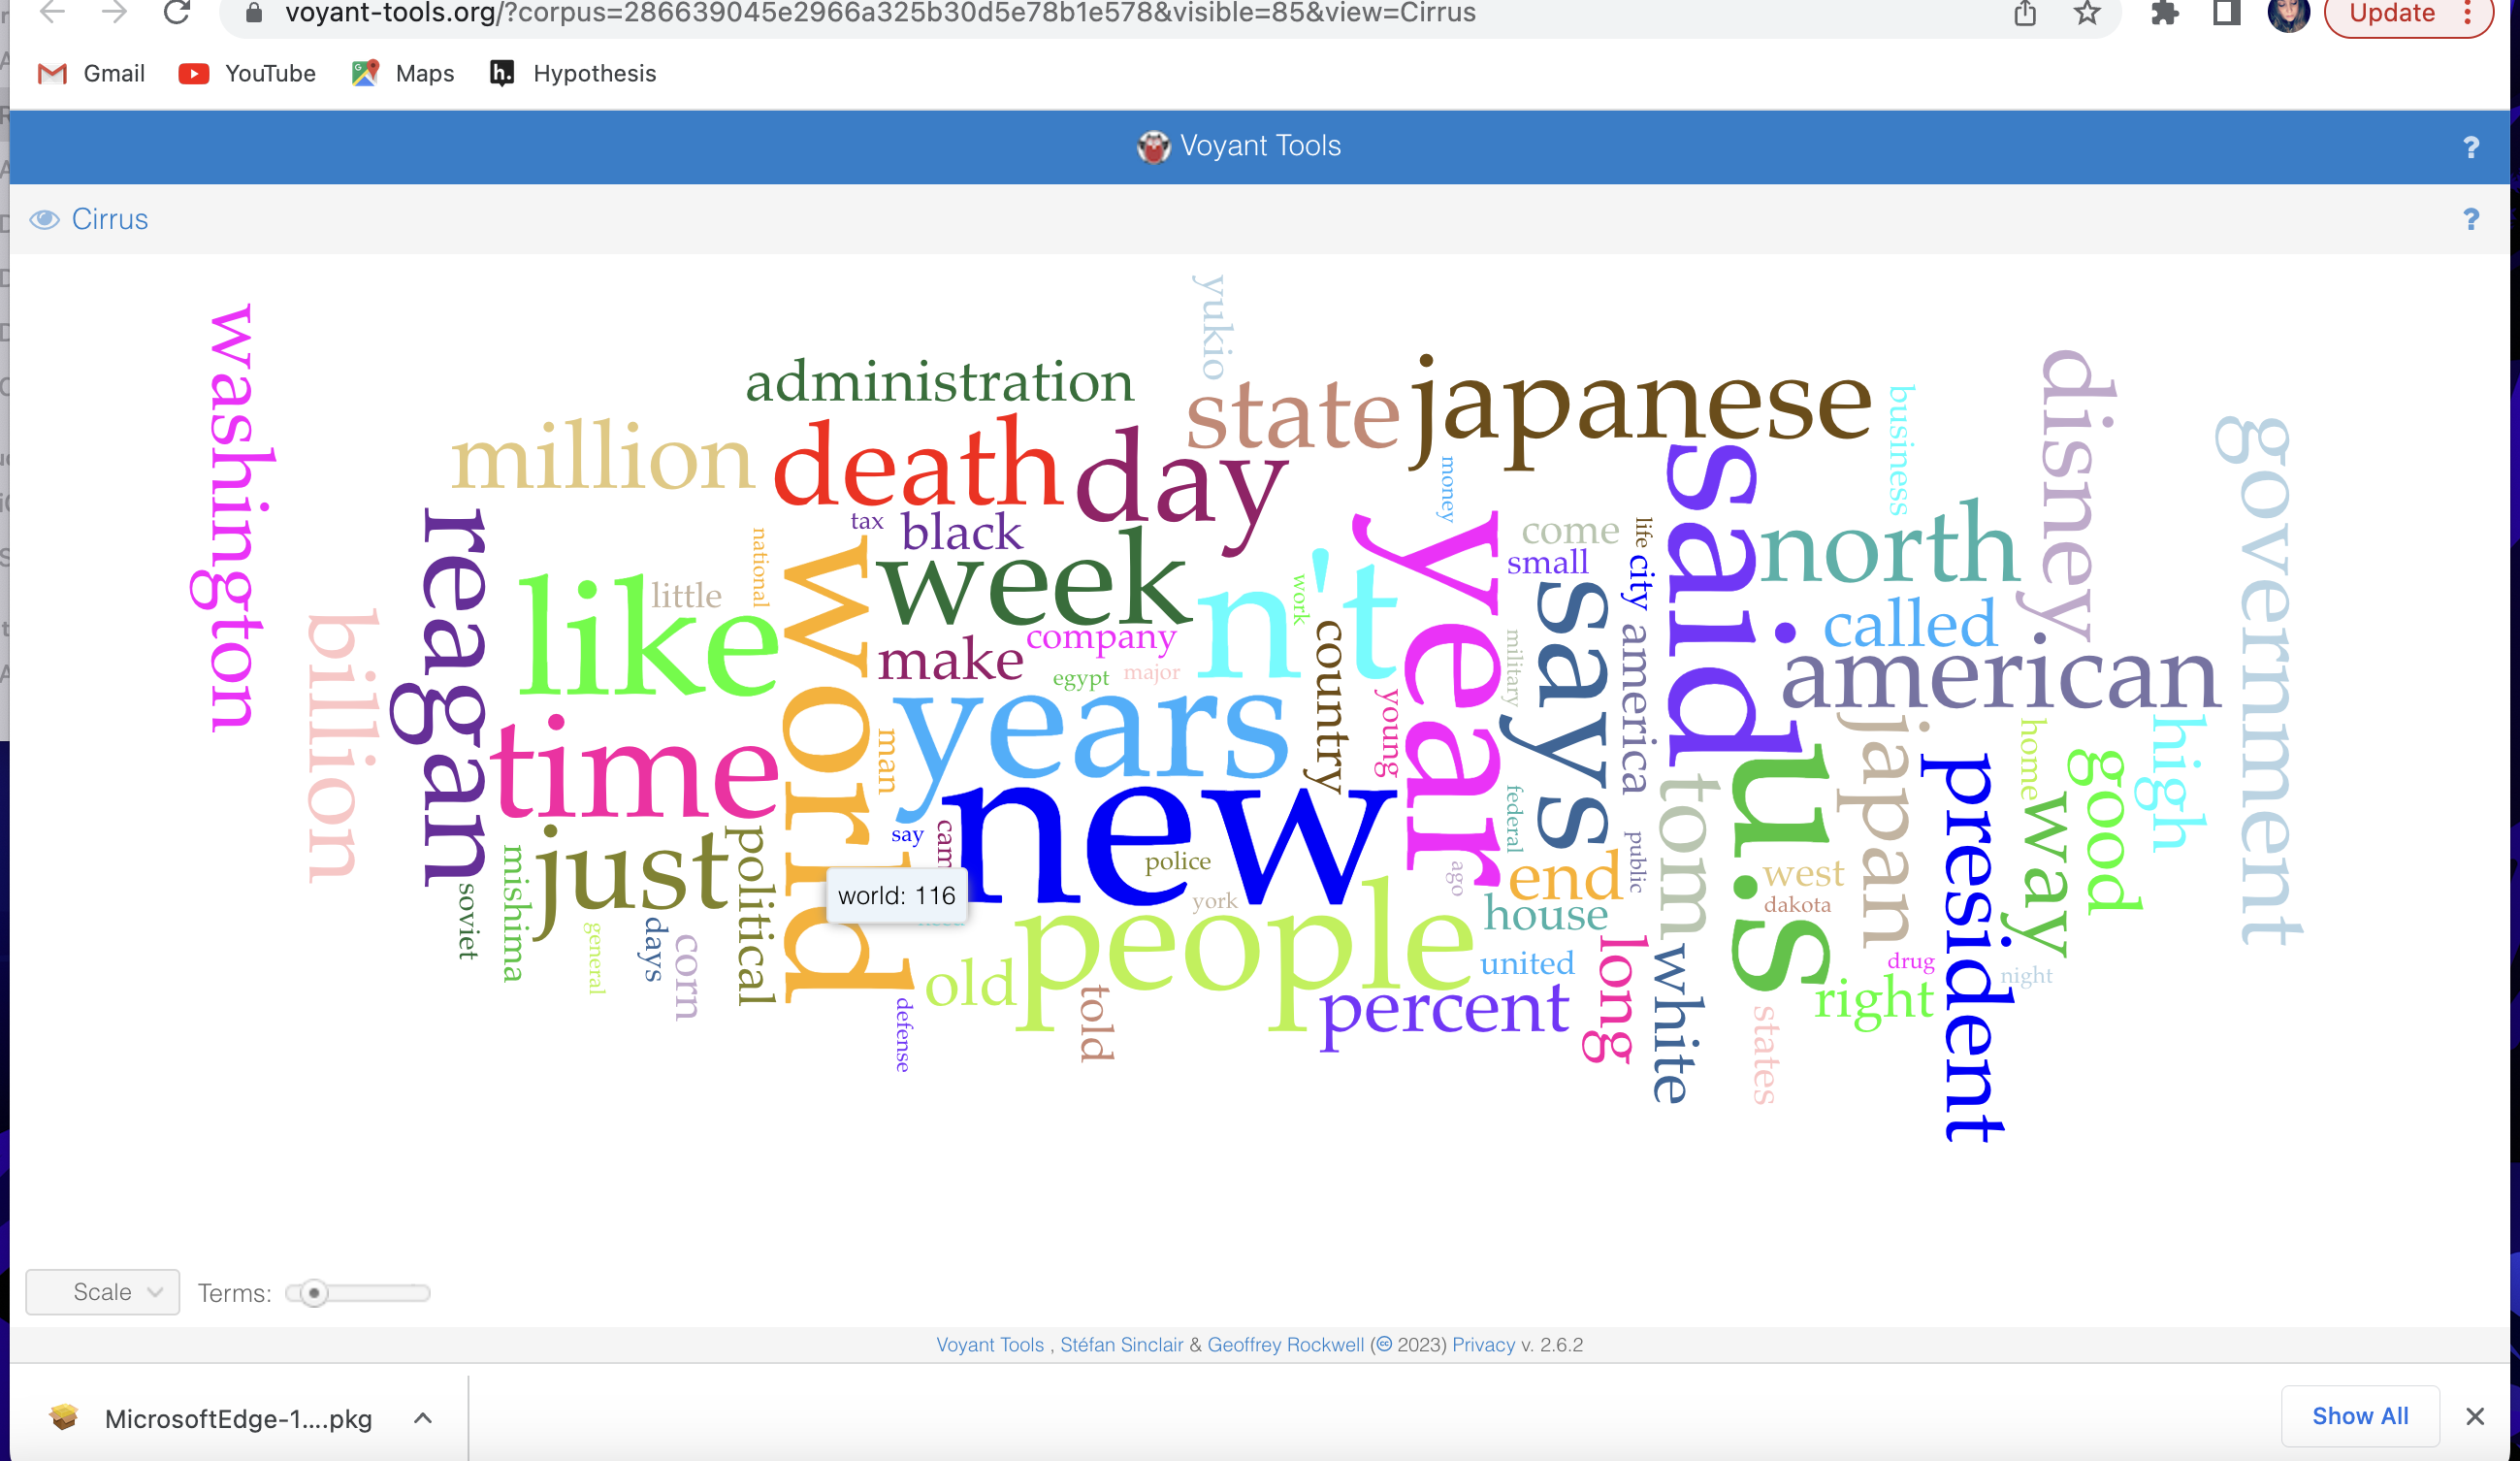 voyant-tools.org/?corpus=286639045e2966a325b30d5e78b1e578&visible=85&view=Cirrus
Update
Gmail
YouTube
Maps
h.
Hypothesis
Voyant Tools
?
Cirrus
?
yukio
washington
administration
state
japanese
business
disney
government
million
death
day
money
said
reagan
tax
black
national
week
n't
work
year
come
life
north
small
city
like
little
world
says
called
billion
make
company
country
military
america
american
egypt
major
young
years
time
man
new
federal
tom
u.s
japan
president
home
high
good
way
just
political
say
police
ago
end
public
west
soviet
mishima
world: 116
york
house
dakota
general
days
corn
people
united
long
white
drug
night
old
told
percent
right
defense
states
Scale
Terms:
Voyant Tools , Stéfan Sinclair & Geoffrey Rockwell (cc 2023) Privacy v. 2.6.2
MicrosoftEdge-1....pkg
Show All